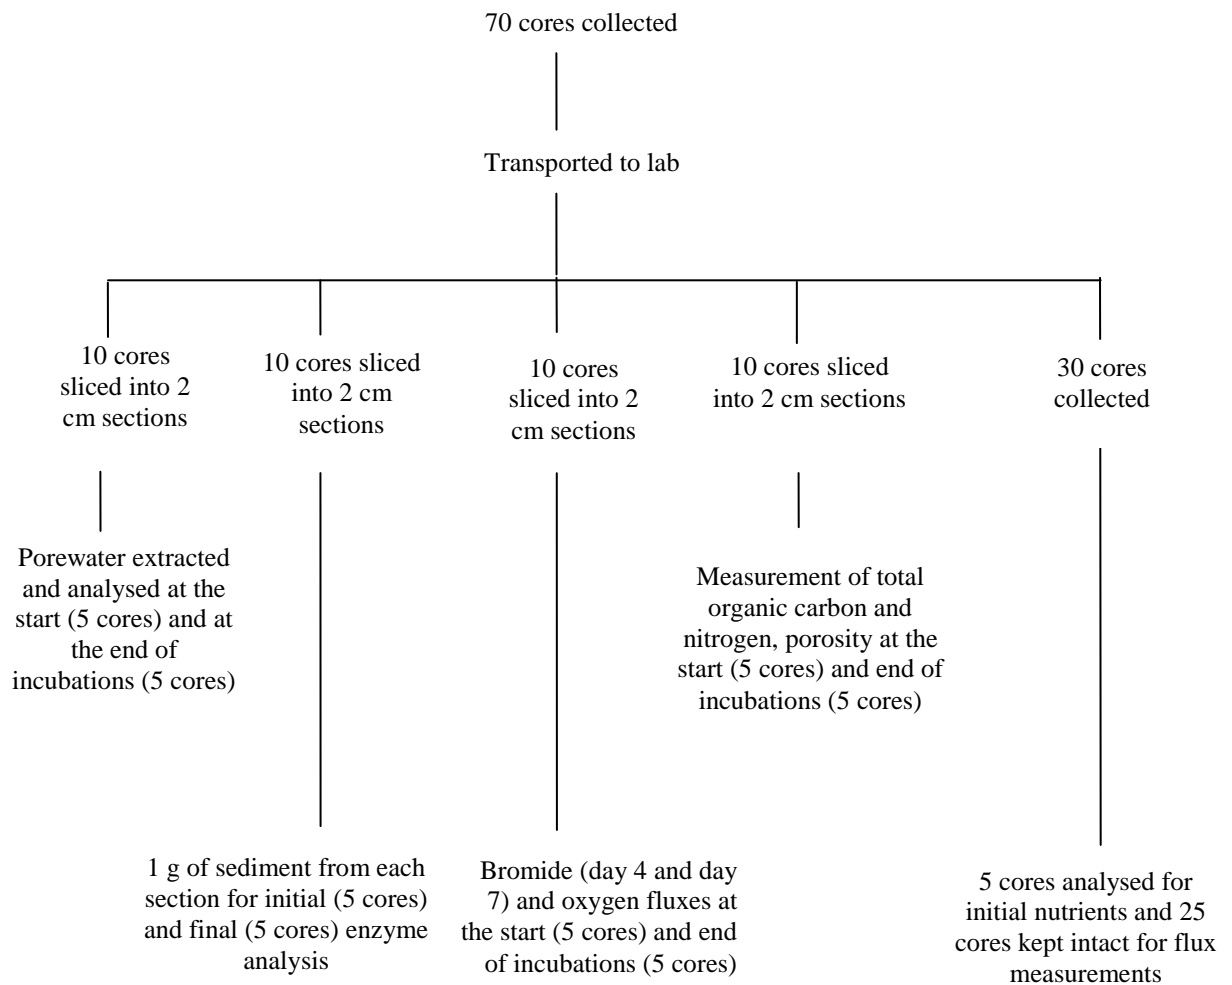 70 cores collected
Transported to lab
10 cores
sliced into 2
cm sections
10 cores sliced
into 2 cm
sections
10 cores
sliced into 2
cm sections
10 cores sliced
into 2 cm sections
30 cores
collected
Porewater extracted
and analysed at the
start (5 cores) and at
the end of
incubations (5 cores)
Measurement of total
organic carbon and
nitrogen, porosity at the
start (5 cores) and end of
incubations (5 cores)
1 g of sediment from each
section for initial (5 cores)
and final (5 cores) enzyme
analysis
Bromide (day 4 and day
7) and oxygen fluxes at
the start (5 cores) and end
of incubations (5 cores)
5 cores analysed for
initial nutrients and 25
cores kept intact for flux
measurements